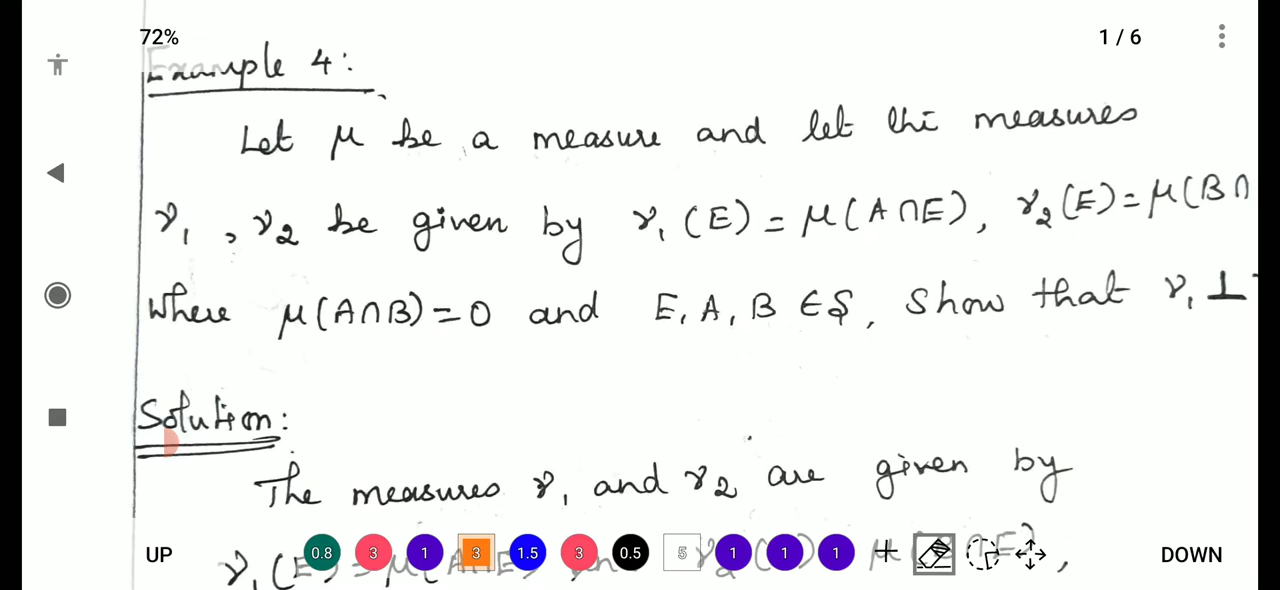 72%
1 / 6
Example 4:
Let μ be a measure and let thi measures
ν₁, ν₂ be given by ν₁(E) = μ(A∩E), ν₂(E) = μ(B∩
Where μ(A∩B) = 0 and E, A, B ∈ S, Show that ν₁ ⊥
Solution:
The measures ν₁ and ν₂ are given by
UP 0.8 3 1 3 1.5 3 0.5 5 1 1 1 + DOWN
ν₁(E) = μ(A∩E)